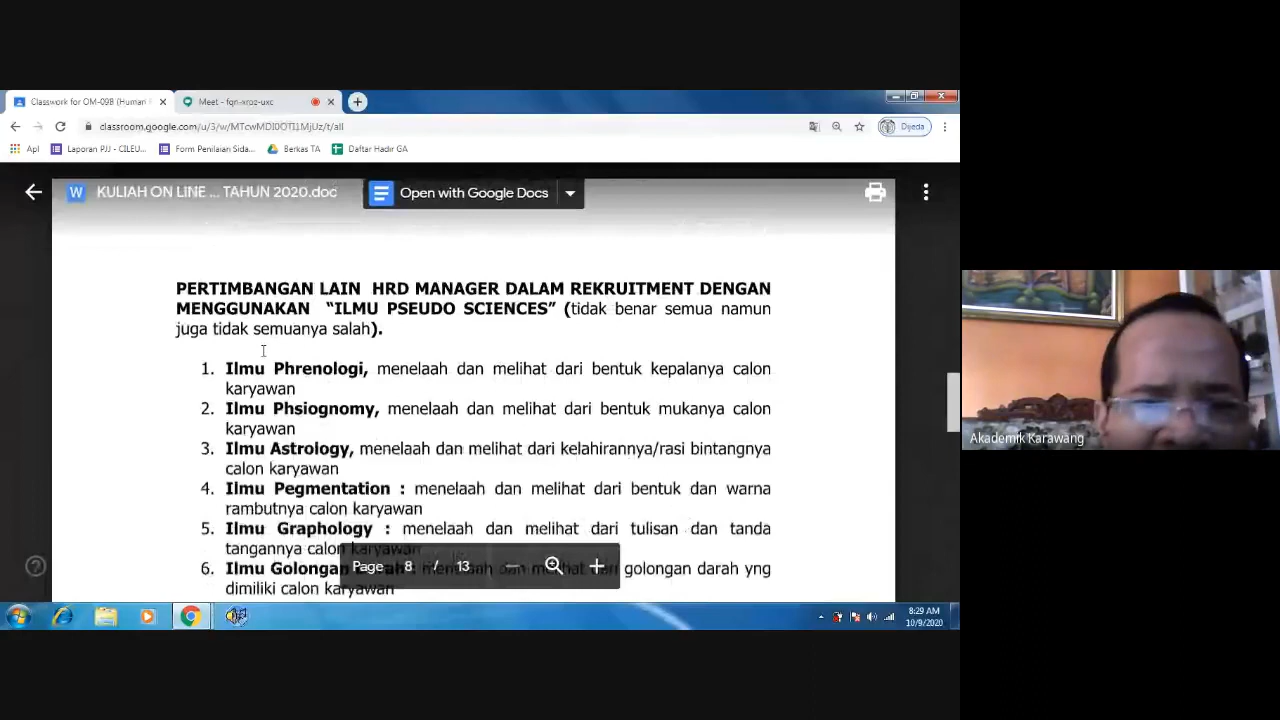 Classwork for OM-09B (Human
Meet - fqn-xroz-uxc
classroom.google.com/u/3/w/
Dijeda
Apl
Laporan PJJ - CILEU...
Form Penilaian Sida...
Berkas TA
Daftar Hadir GA
W
KULIAH ON LINE ... TAHUN 2020.doc
Open with Google Docs
PERTIMBANGAN LAIN HRD MANAGER DALAM REKRUITMENT DENGAN
MENGGUNAKAN “ILMU PSEUDO SCIENCES” (tidak benar semua namun
juga tidak semuanya salah).
1. Ilmu Phrenologi, menelaah dan melihat dari bentuk kepalanya calon
karyawan
2. Ilmu Phsiognomy, menelaah dan melihat dari bentuk mukanya calon
karyawan
3. Ilmu Astrology, menelaah dan melihat dari kelahirannya/rasi bintangnya
calon karyawan
4. Ilmu Pegmentation : menelaah dan melihat dari bentuk dan warna
rambutnya calon karyawan
5. Ilmu Graphology : menelaah dan melihat dari tulisan dan tanda
tangannya calon karyawan
6. Ilmu Golongan menelaah dan melihat dari golongan darah yng
dimiliki calon karyawan
Page 8 / 13
Akademik Karawang
8:29 AM
10/9/2020